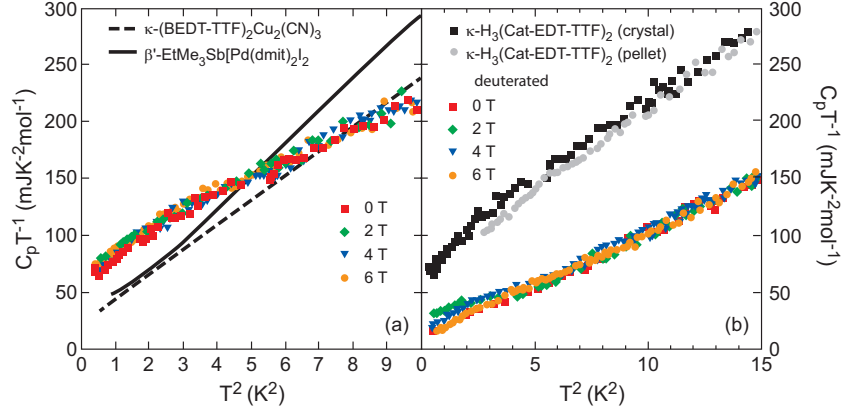 κ-(BEDT-TTF)2Cu2(CN)3
β'-EtMe3Sb[Pd(dmit)2I2
0 T
2 T
4 T
6 T
(a)
300
250
200
150
100
50
0
0 1 2 3 4 5 6 7 8 9
CpT-1 (mJK-2mol-1)
T2 (K2)
κ-H3(Cat-EDT-TTF)2 (crystal)
κ-H3(Cat-EDT-TTF)2 (pellet)
deuterated
0 T
2 T
4 T
6 T
(b)
300
250
200
150
100
50
0
0 5 10 15
CpT-1 (mJK-2mol-1)
T2 (K2)